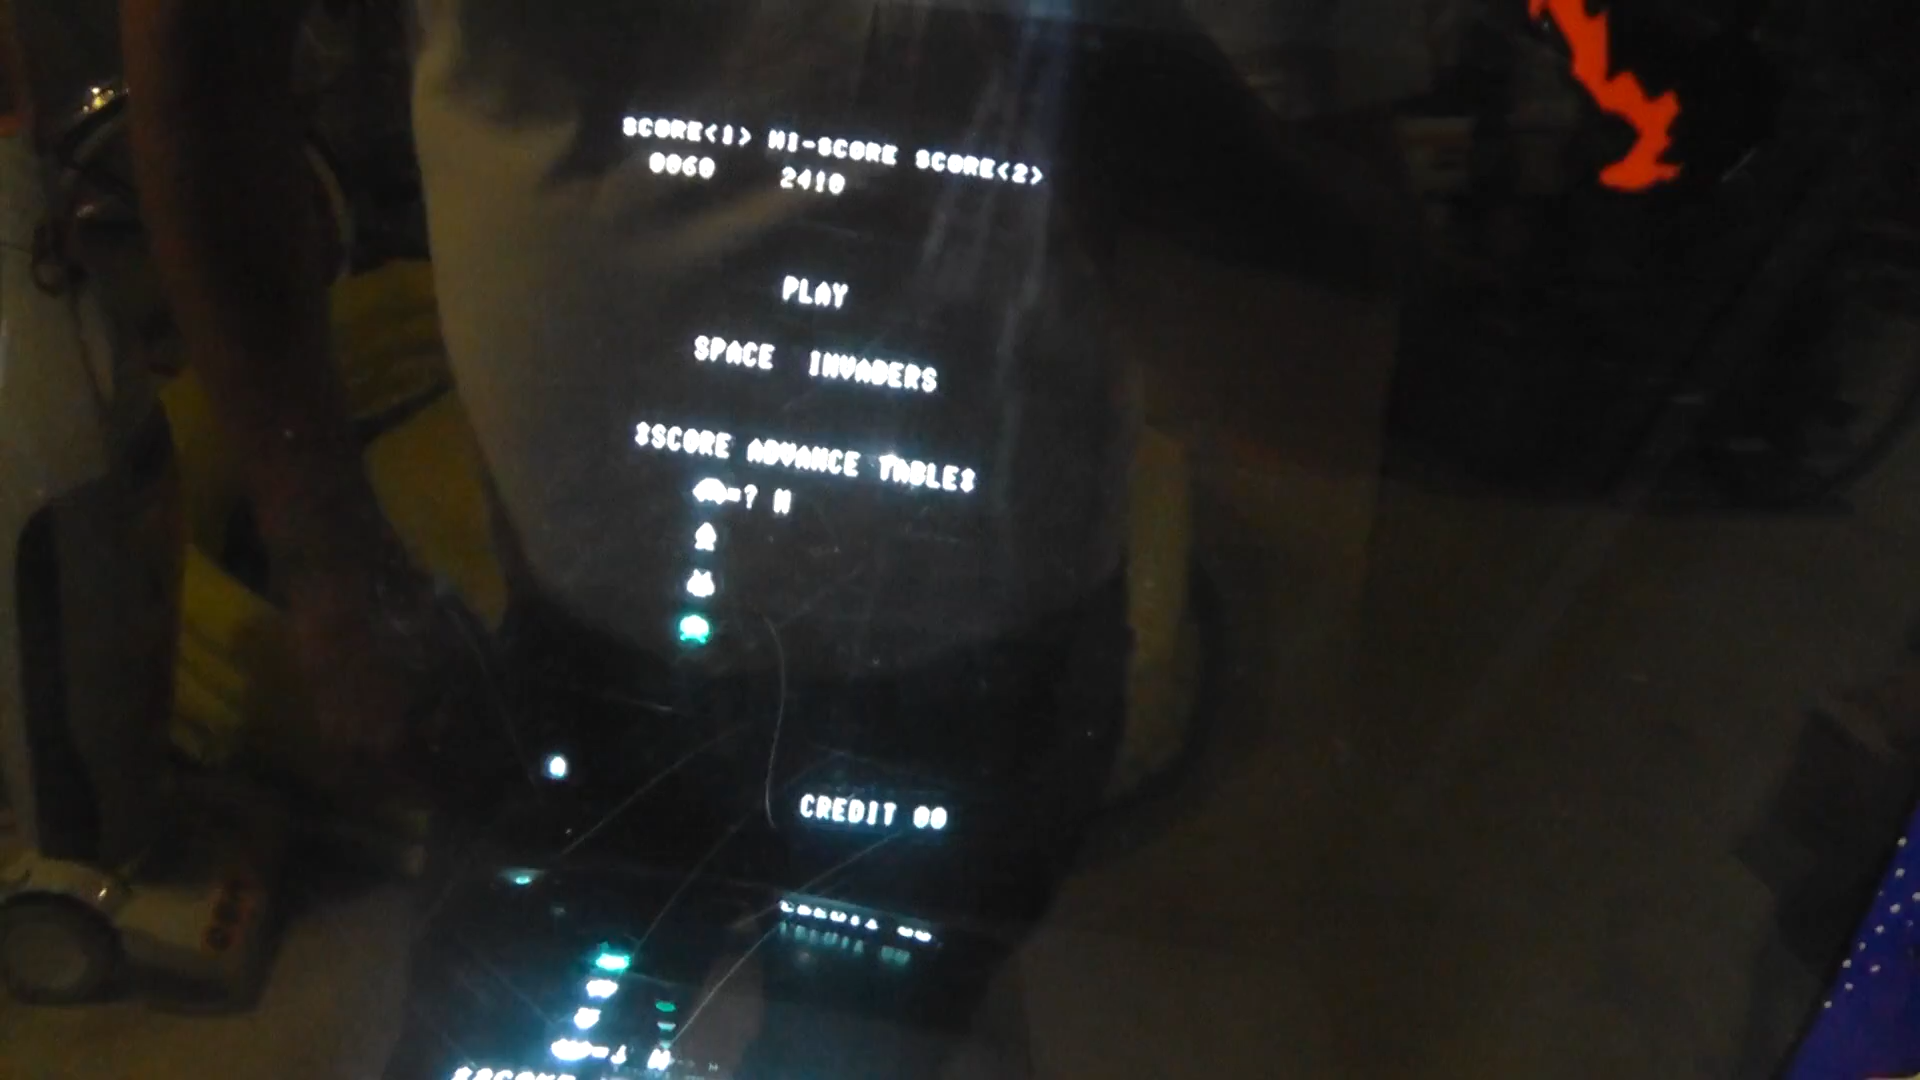 SCORE<1> HI-SCORE SCORE<2>
0060 2410
PLAY
SPACE INVADERS
*SCORE ADVANCE TABLE*
=? M
CREDIT 00